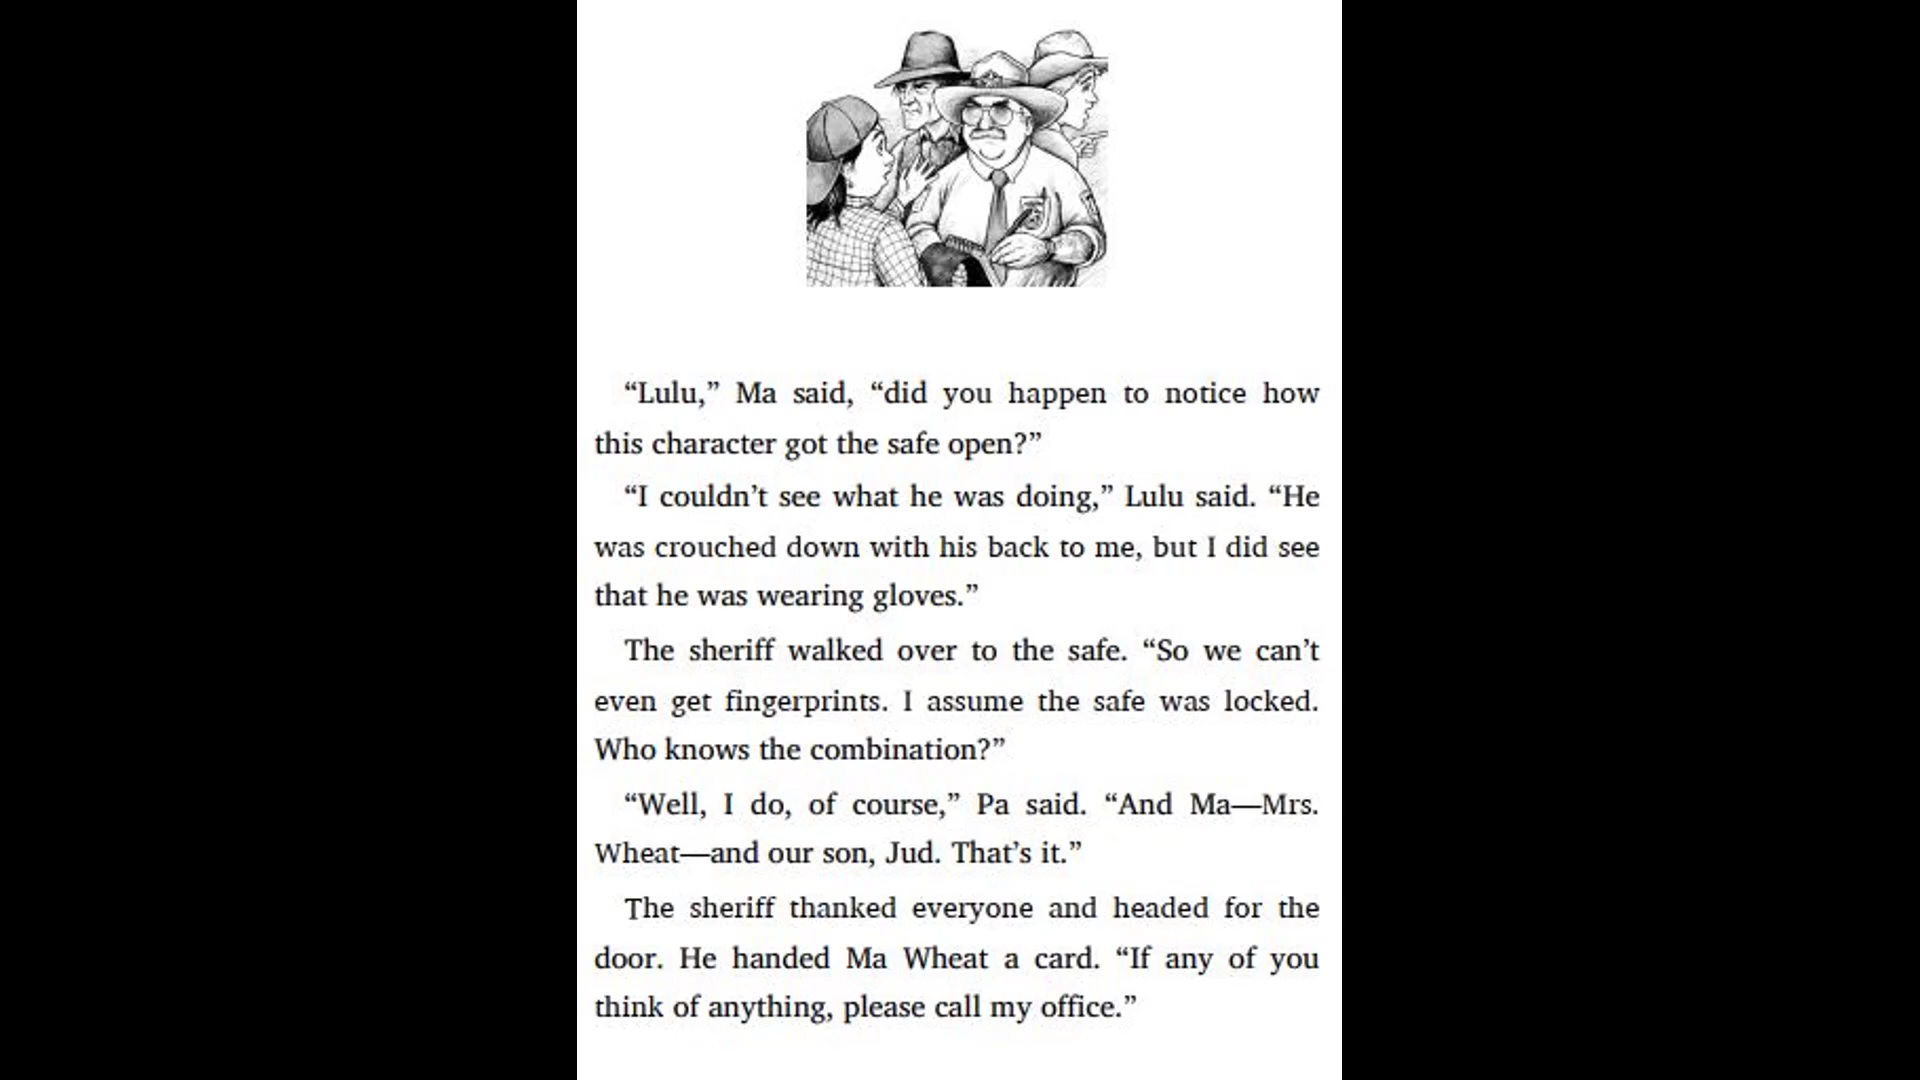 “Lulu,” Ma said, “did you happen to notice how
this character got the safe open?”
“I couldn’t see what he was doing,” Lulu said. “He
was crouched down with his back to me, but I did see
that he was wearing gloves.”
The sheriff walked over to the safe. “So we can’t
even get fingerprints. I assume the safe was locked.
Who knows the combination?”
“Well, I do, of course,” Pa said. “And Ma—Mrs.
Wheat—and our son, Jud. That’s it.”
The sheriff thanked everyone and headed for the
door. He handed Ma Wheat a card. “If any of you
think of anything, please call my office.”